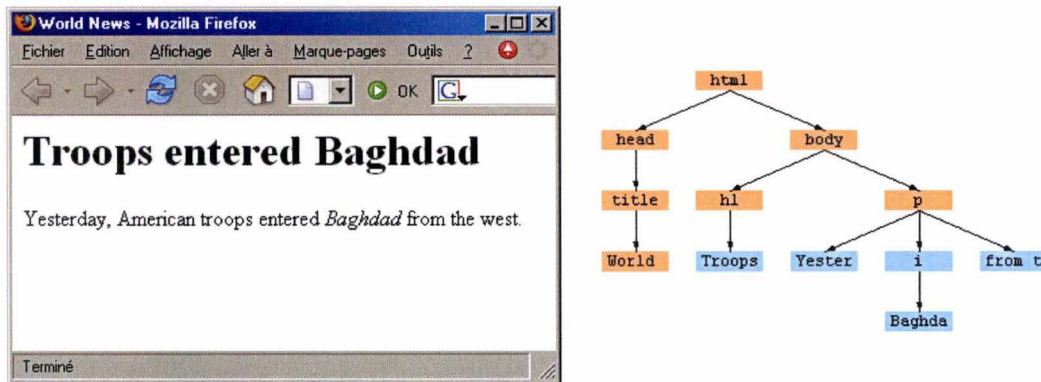 World News - Mozilla Firefox
Fichier Edition Affichage Aller à Marque-pages Outils ?
OK G
Troops entered Baghdad
Yesterday, American troops entered Baghdad from the west.
Terminé
html
head body
title h1 p
World Troops Yester i from t
Baghda